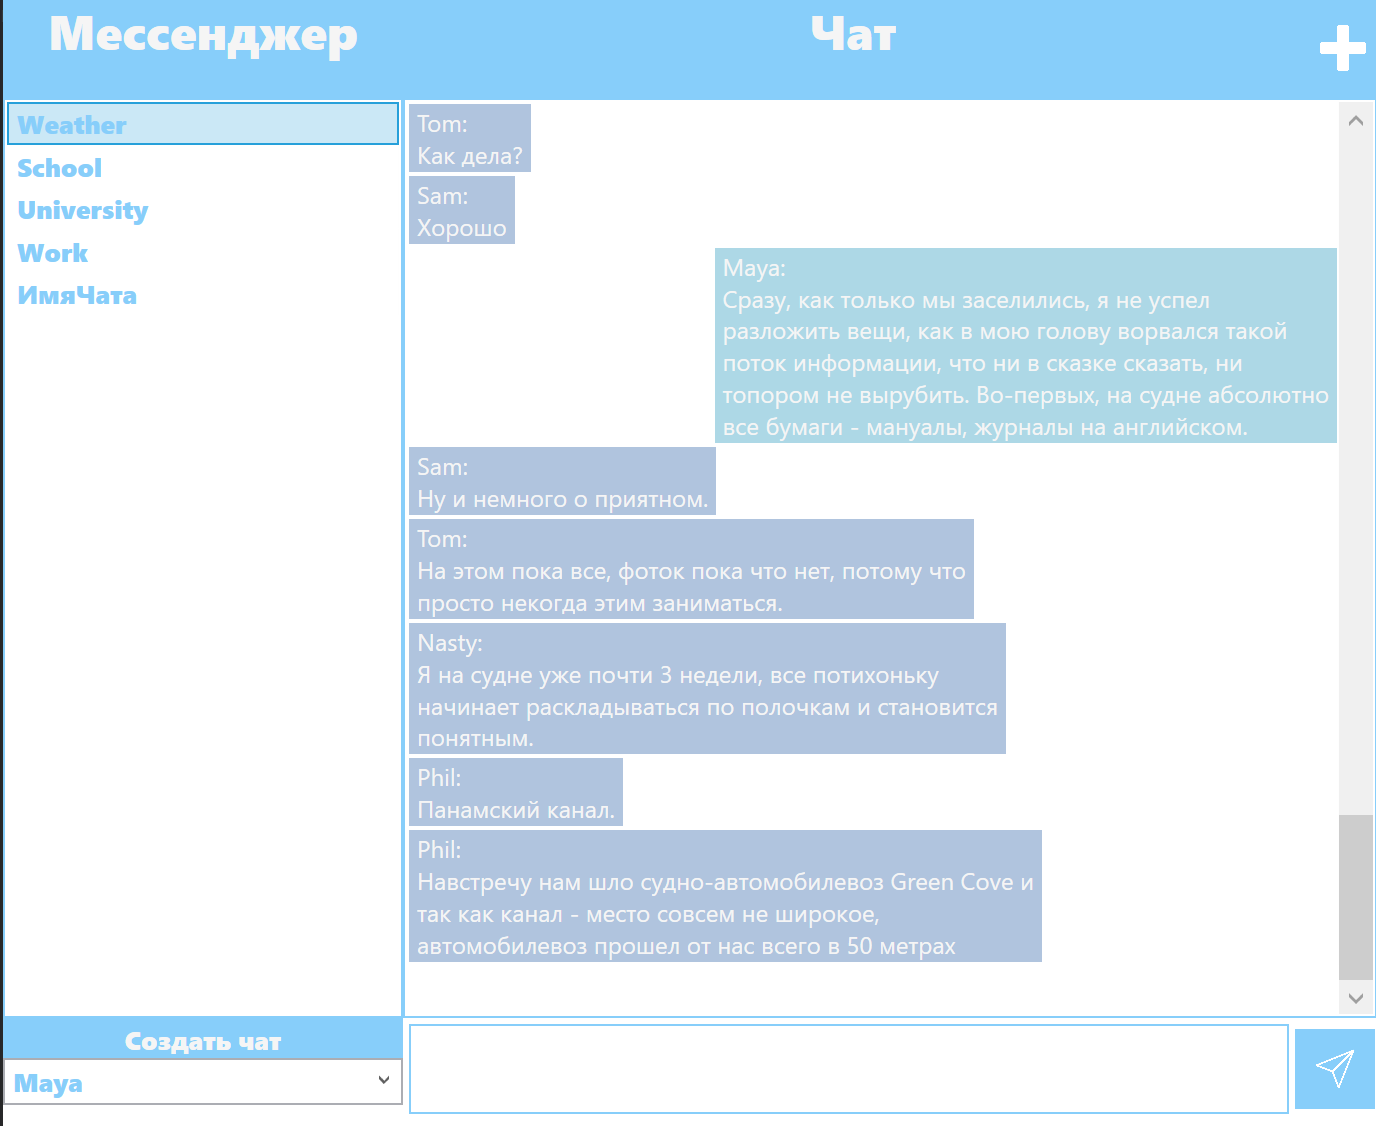 Мессенджер
Чат
Weather
School
University
Work
ИмяЧата
Tom:
Как дела?
Sam:
Хорошо
Maya:
Сразу, как только мы заселились, я не успел
разложить вещи, как в мою голову ворвался такой
поток информации, что ни в сказке сказать, ни
топором не вырубить. Во-первых, на судне абсолютно
все бумаги - мануалы, журналы на английском.
Sam:
Ну и немного о приятном.
Tom:
На этом пока все, фоток пока что нет, потому что
просто некогда этим заниматься.
Nasty:
Я на судне уже почти 3 недели, все потихоньку
начинает раскладываться по полочкам и становится
понятным.
Phil:
Панамский канал.
Phil:
Навстречу нам шло судно-автомобилевоз Green Cove и
так как канал - место совсем не широкое,
автомобилевоз прошел от нас всего в 50 метрах
Создать чат
Maya